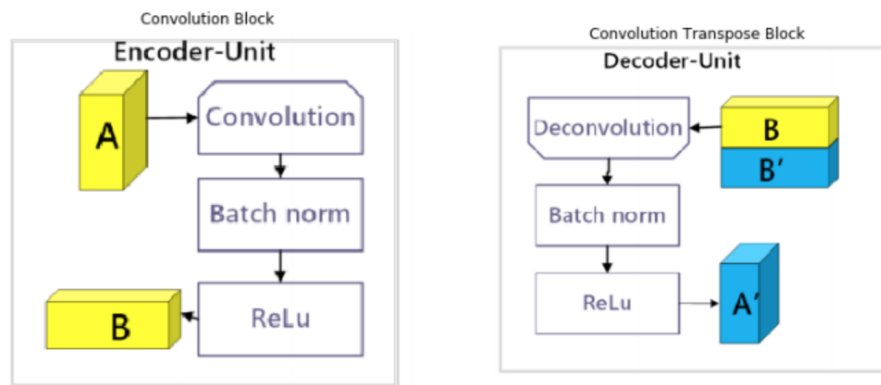 Convolution Block
Encoder-Unit
A
Convolution
Batch norm
ReLu
B
Convolution Transpose Block
Decoder-Unit
Deconvolution
B
B'
Batch norm
ReLu
A'